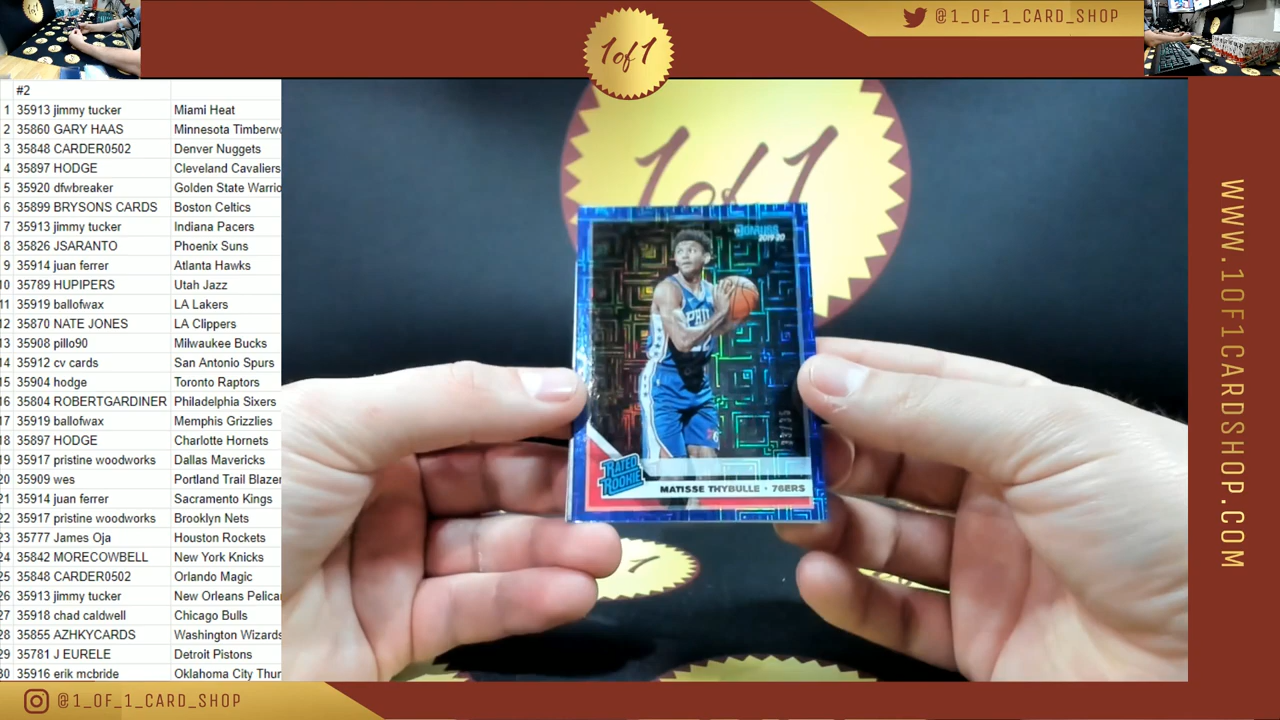 1of1
@1_OF_1_CARD_SHOP
#2
1 35913 jimmy tucker Miami Heat
2 35860 GARY HAAS Minnesota Timberwo
3 35848 CARDER0502 Denver Nuggets
4 35897 HODGE Cleveland Cavaliers
5 35920 dfwbreaker Golden State Warrio
6 35899 BRYSONS CARDS Boston Celtics
7 35913 jimmy tucker Indiana Pacers
8 35826 JSARANTO Phoenix Suns
9 35914 juan ferrer Atlanta Hawks
10 35789 HUPIPERS Utah Jazz
11 35919 ballofwax LA Lakers
12 35870 NATE JONES LA Clippers
13 35908 pillo90 Milwaukee Bucks
14 35912 cv cards San Antonio Spurs
15 35904 hodge Toronto Raptors
16 35804 ROBERTGARDINER Philadelphia Sixers
17 35919 ballofwax Memphis Grizzlies
18 35897 HODGE Charlotte Hornets
19 35917 pristine woodworks Dallas Mavericks
20 35909 wes Portland Trail Blazer
21 35914 juan ferrer Sacramento Kings
22 35917 pristine woodworks Brooklyn Nets
23 35777 James Oja Houston Rockets
24 35842 MORECOWBELL New York Knicks
25 35848 CARDER0502 Orlando Magic
26 35913 jimmy tucker New Orleans Pelica
27 35918 chad caldwell Chicago Bulls
28 35855 AZHKYCARDS Washington Wizards
29 35781 J EURELE Detroit Pistons
30 35916 erik mcbride Oklahoma City Thur
1of1
DONRUSS
2019-20
PHIL
RATED
ROOKIE
MATISSE THYBULLE · 76ERS
WWW.1OF1CARDSHOP.COM
@1_OF_1_CARD_SHOP